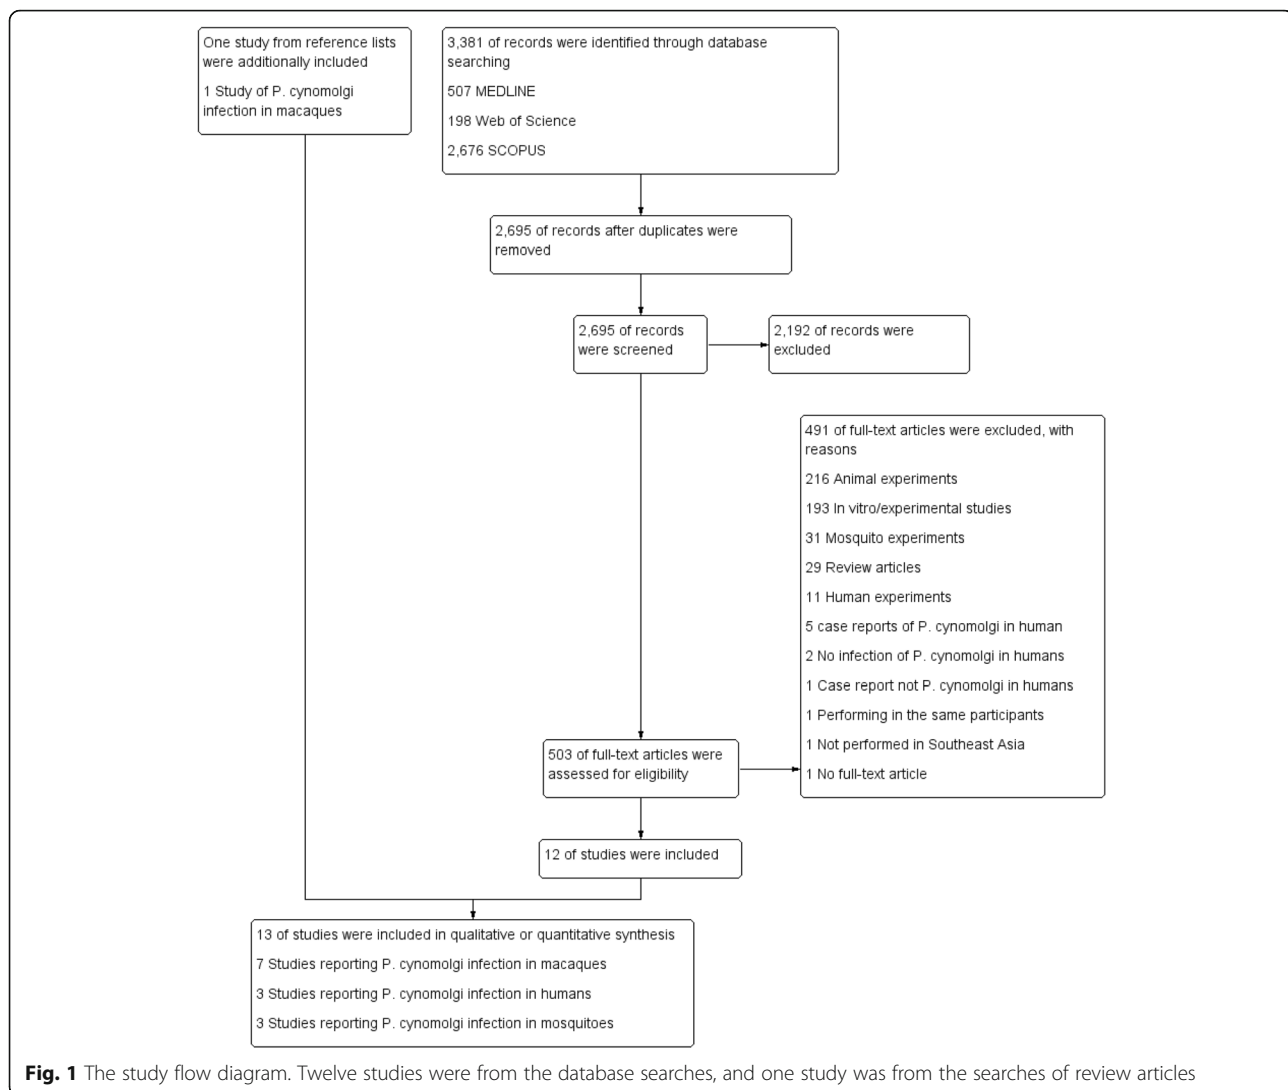 One study from reference lists
were additionally included
1 Study of P. cynomolgi
infection in macaques
3,381 of records were identified through database
searching
507 MEDLINE
198 Web of Science
2,676 SCOPUS
2,695 of records after duplicates were
removed
2,695 of records
were screened
2,192 of records were
excluded
491 of full-text articles were excluded, with
reasons
216 Animal experiments
193 In vitro/experimental studies
31 Mosquito experiments
29 Review articles
11 Human experiments
5 case reports of P. cynomolgi in human
2 No infection of P. cynomolgi in humans
1 Case report not P. cynomolgi in humans
1 Performing in the same participants
1 Not performed in Southeast Asia
1 No full-text article
503 of full-text articles were
assessed for eligibility
12 of studies were included
13 of studies were included in qualitative or quantitative synthesis
7 Studies reporting P. cynomolgi infection in macaques
3 Studies reporting P. cynomolgi infection in humans
3 Studies reporting P. cynomolgi infection in mosquitoes
Fig. 1 The study flow diagram. Twelve studies were from the database searches, and one study was from the searches of review articles